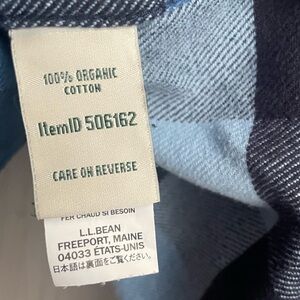 100% ORGANIC
COTTON
ItemID 506162
CARE ON REVERSE
FER CHAUD SI BESOIN
L.L.BEAN
FREEPORT, MAINE
04033 ÉTATS-UNIS
日本語は裏面をご覧ください